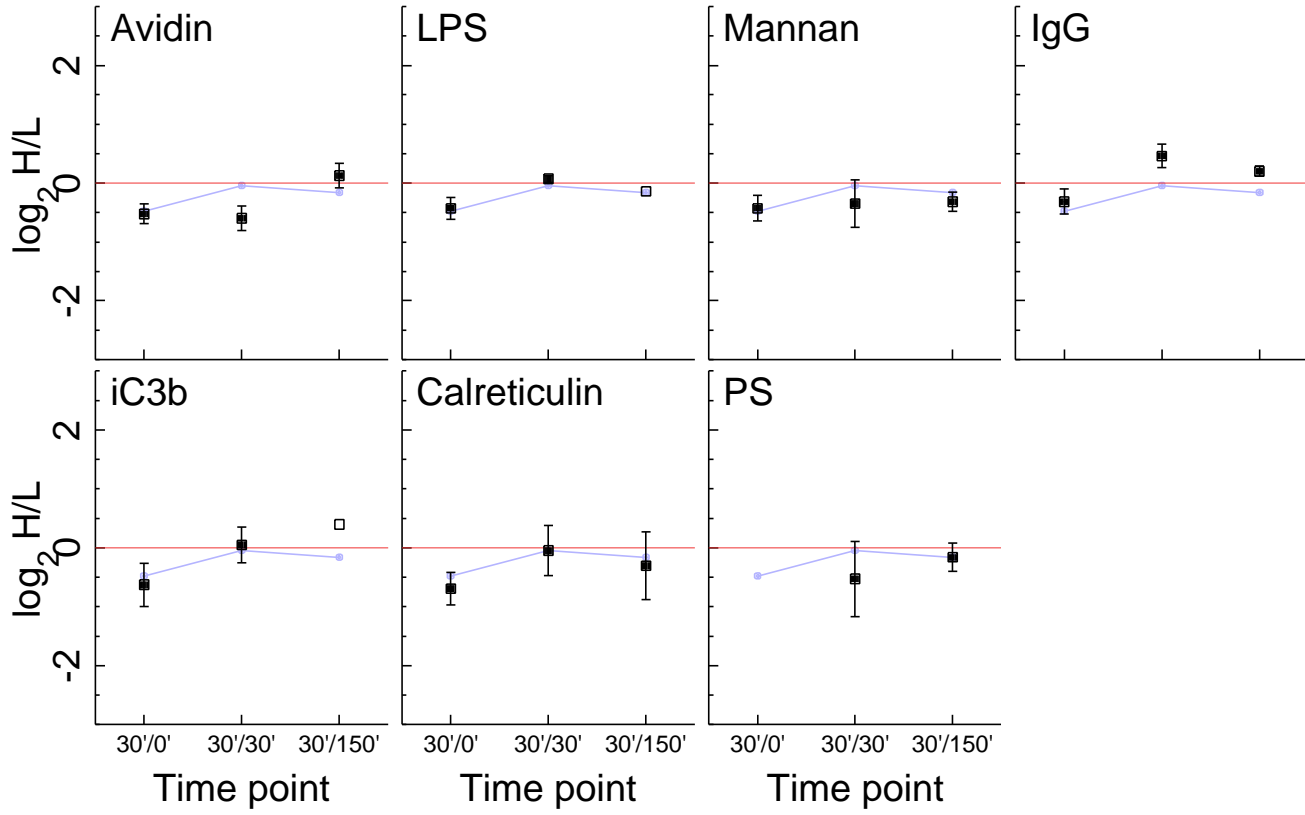 Avidin LPS Mannan IgG
2
0
-2
log2 H/L
iC3b Calreticulin PS
2
0
-2
log2 H/L
30'/0' 30'/30' 30'/150' 30'/0' 30'/30' 30'/150' 30'/0' 30'/30' 30'/150'
Time point Time point Time point